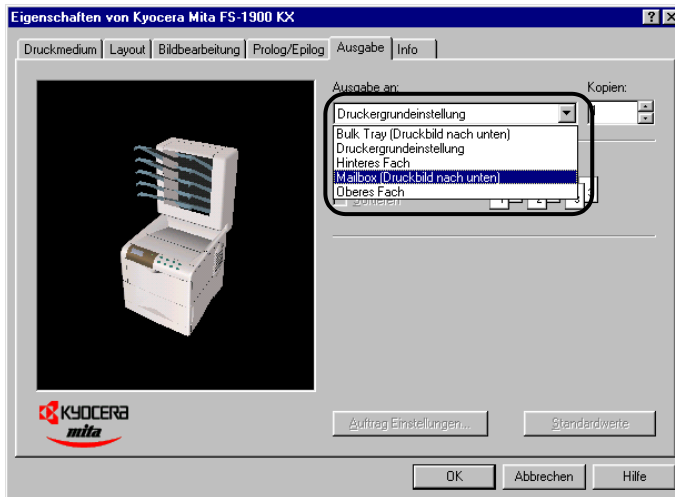 Eigenschaften von Kyocera Mita FS-1900 KX
Druckmedium Layout Bildbearbeitung Prolog/Epilog Ausgabe Info
Ausgabe an: Kopien:
Druckergrundeinstellung
Bulk Tray (Druckbild nach unten)
Druckergrundeinstellung
Hinteres Fach
Mailbox (Druckbild nach unten)
Oberes Fach
Sortieren 1 2 3 3
KYOCERA
mita
Auftrag Einstellungen... Standardwerte
OK Abbrechen Hilfe